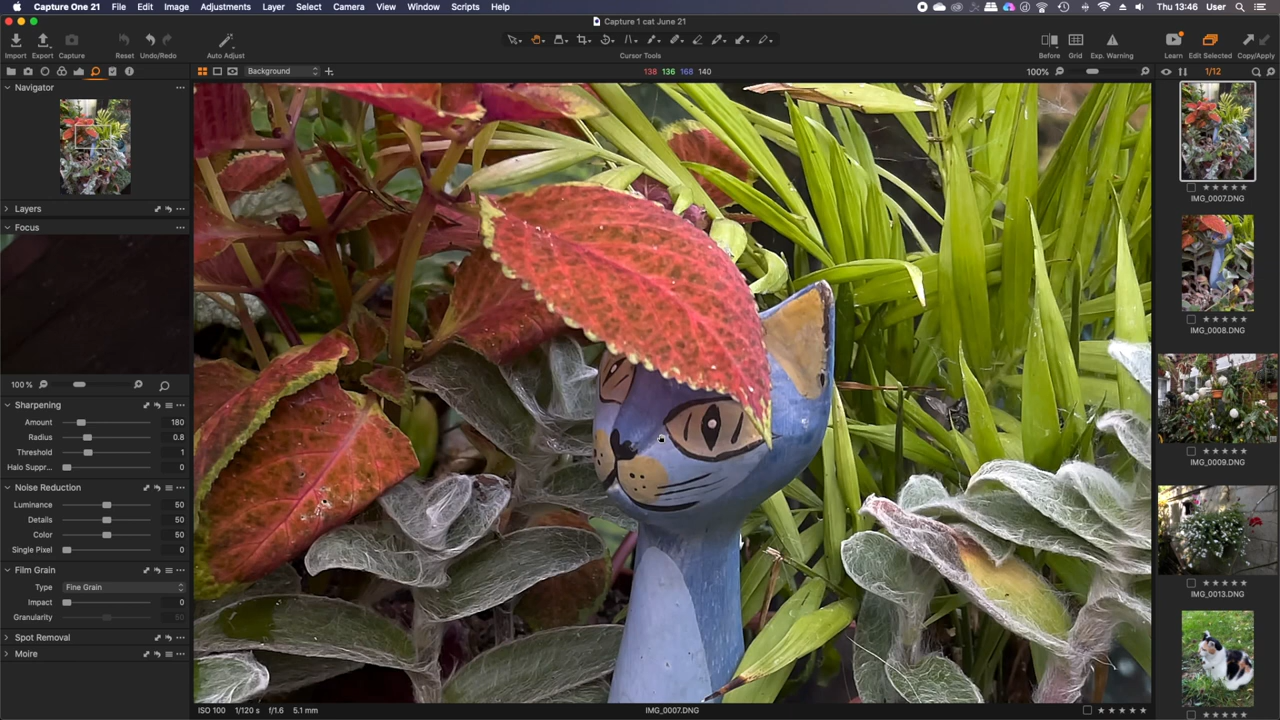 Capture One 21 File Edit Image Adjustments Layer Select Camera View Window Scripts Help Thu 13:46 User
Capture 1 cat June 21
Import Export Capture Reset Undo/Redo Auto Adjust Cursor Tools Before Grid Exp. Warning Learn Edit Selected Copy/Apply
Background 138 136 168 140 100% 1/12
Navigator
Layers
Focus
100%
Sharpening
Amount 180
Radius 0.8
Threshold 1
Halo Suppr... 0
Noise Reduction
Luminance 50
Details 50
Color 50
Single Pixel 0
Film Grain
Type Fine Grain
Impact 0
Granularity 50
Spot Removal
Moire
IMG_0007.DNG
IMG_0008.DNG
IMG_0009.DNG
IMG_0013.DNG
ISO 100 1/120 s f/1.6 5.1 mm IMG_0007.DNG